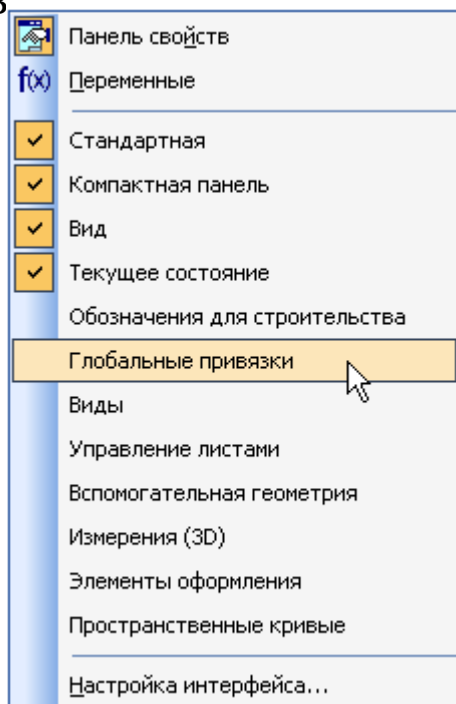 Панель свойств
f(x) Переменные
Стандартная
Компактная панель
Вид
Текущее состояние
Обозначения для строительства
Глобальные привязки
Виды
Управление листами
Вспомогательная геометрия
Измерения (3D)
Элементы оформления
Пространственные кривые
Настройка интерфейса...